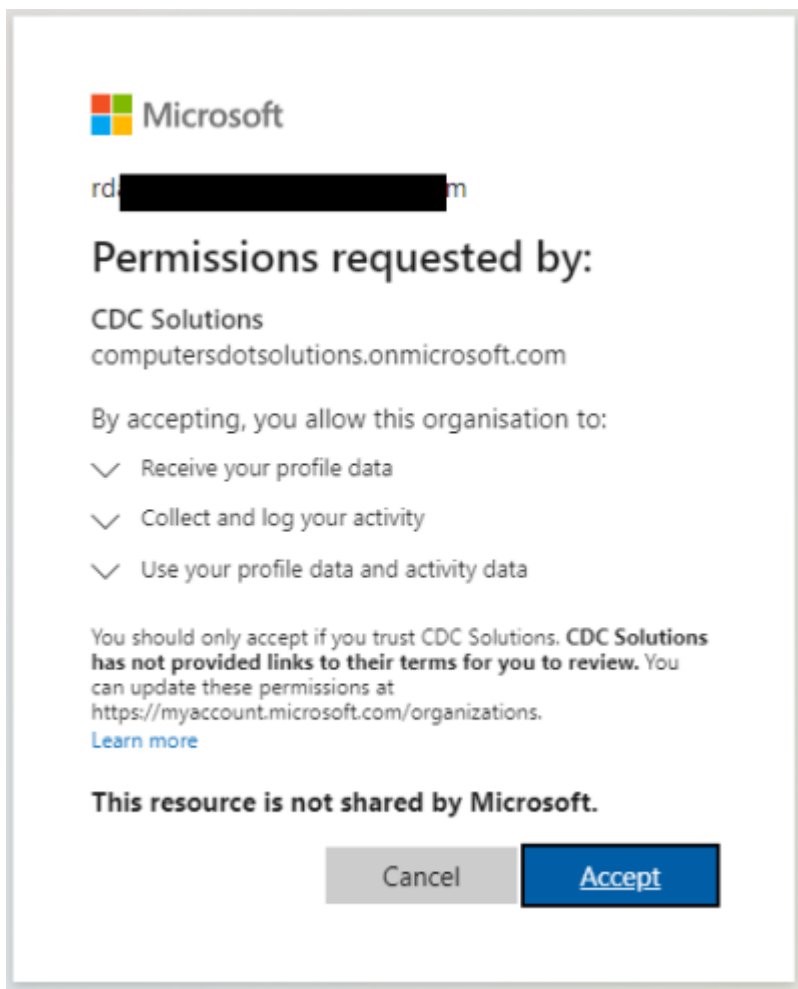 Microsoft
rd m
Permissions requested by:
CDC Solutions
computersdotsolutions.onmicrosoft.com
By accepting, you allow this organisation to:
Receive your profile data
Collect and log your activity
Use your profile data and activity data
You should only accept if you trust CDC Solutions. CDC Solutions
has not provided links to their terms for you to review. You
can update these permissions at
https://myaccount.microsoft.com/organizations.
Learn more
This resource is not shared by Microsoft.
Cancel
Accept